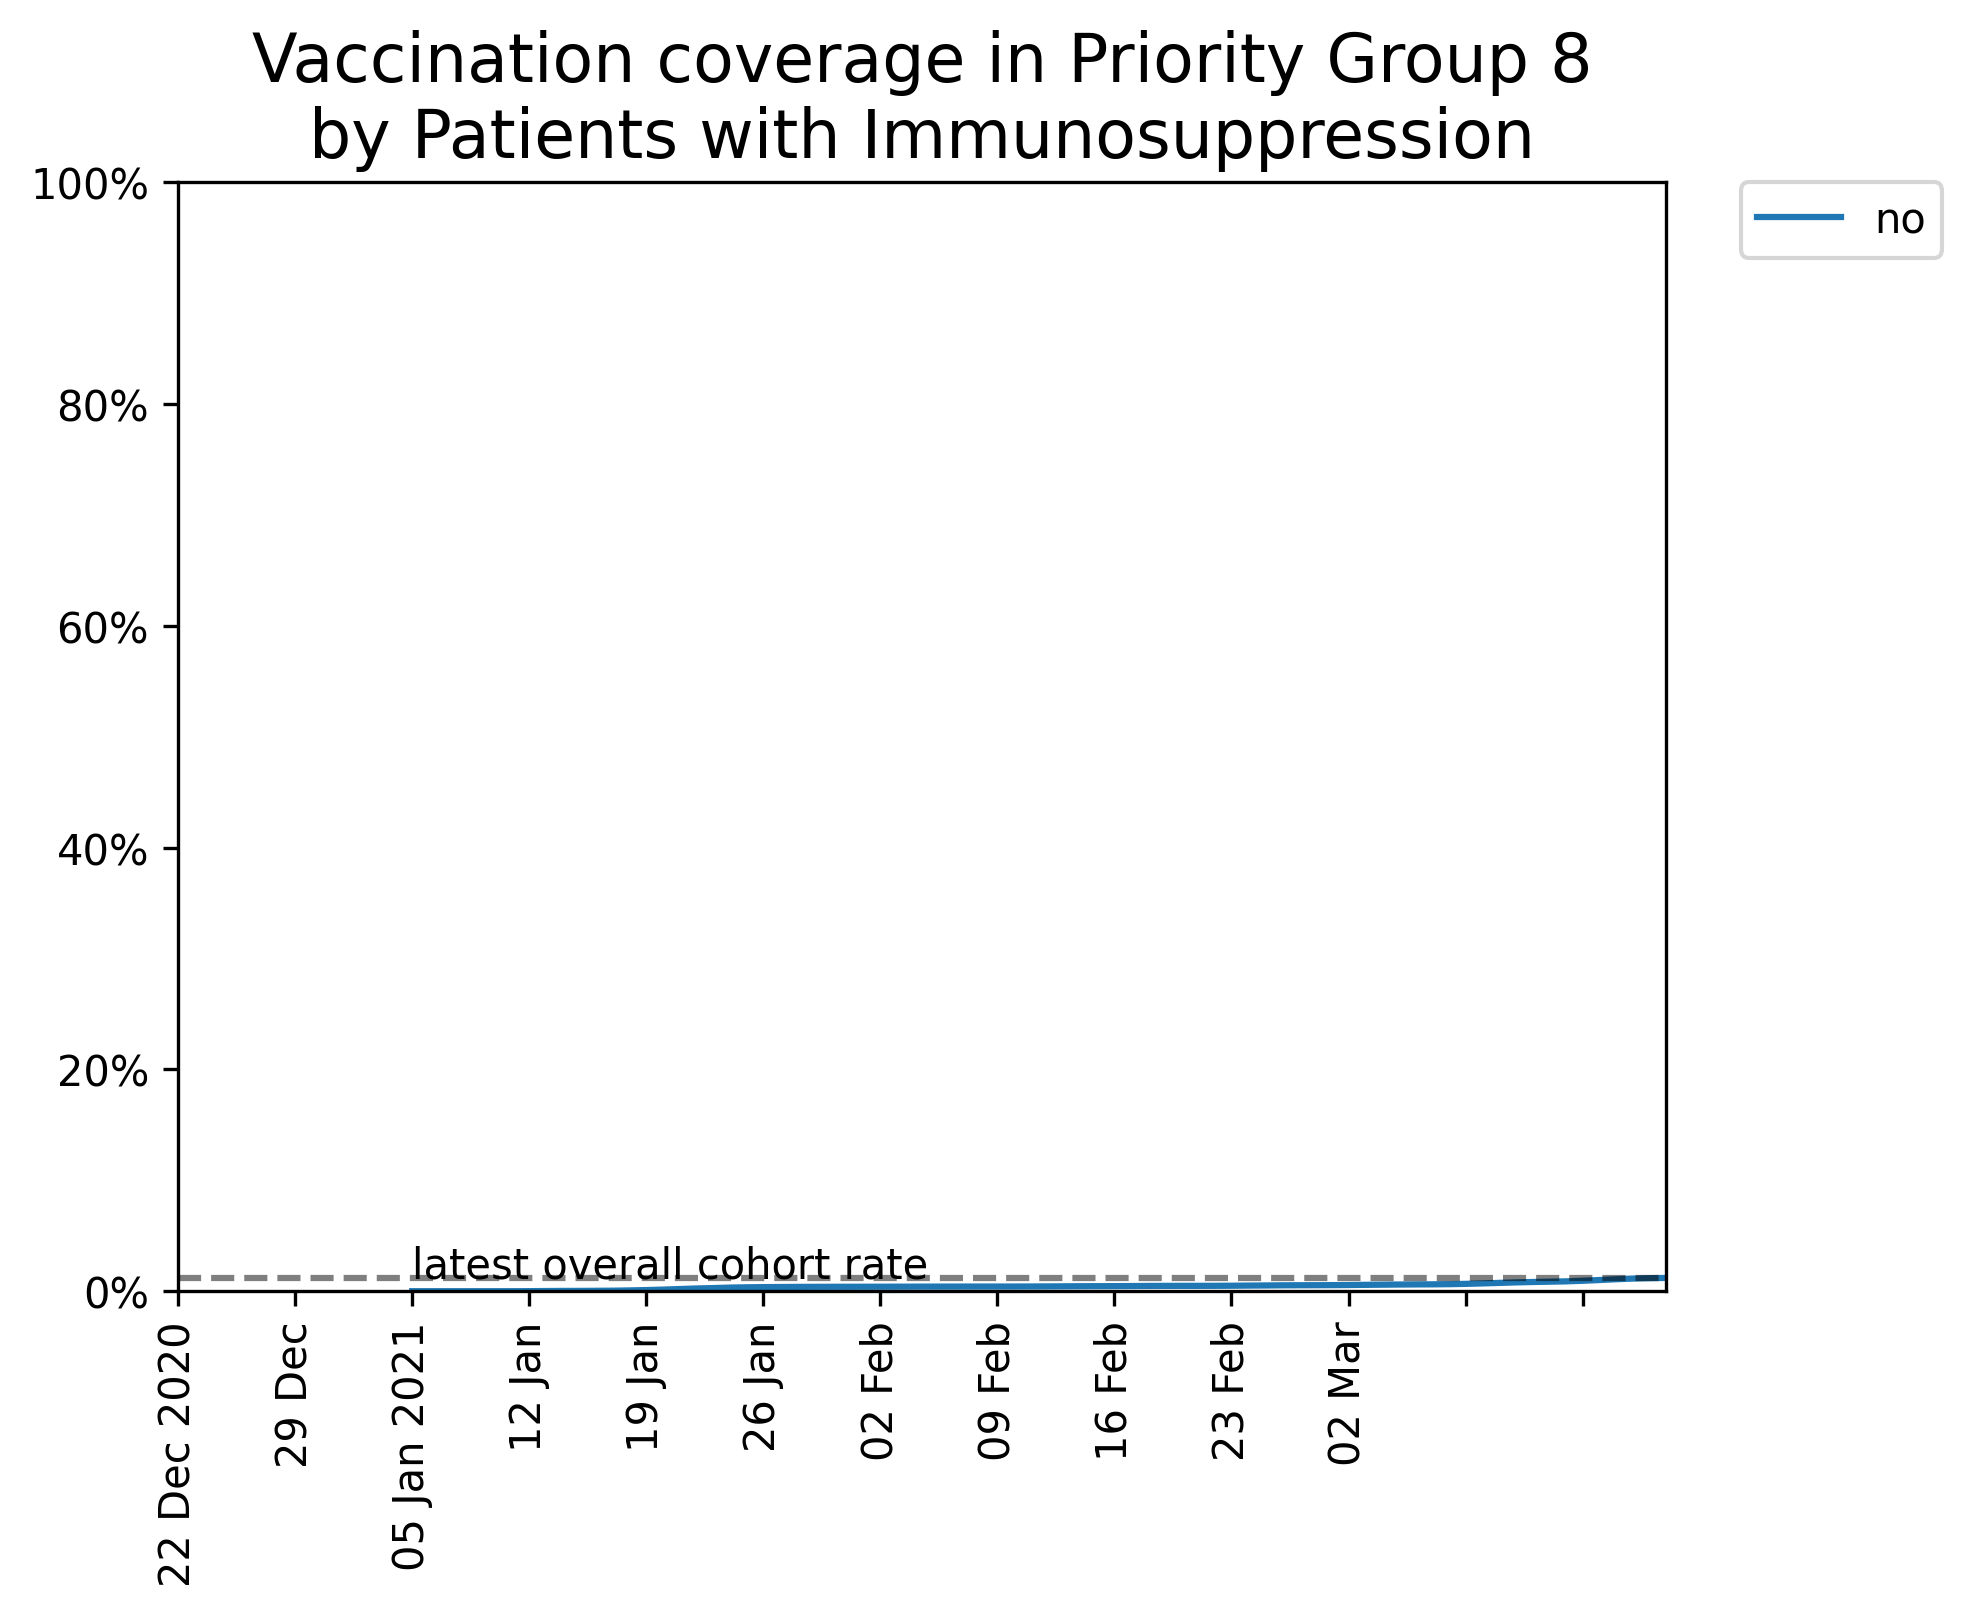 Vaccination coverage in Priority Group 8
by Patients with Immunosuppression
100%
80%
60%
40%
20%
0%
no
latest overall cohort rate
22 Dec 2020
29 Dec
05 Jan 2021
12 Jan
19 Jan
26 Jan
02 Feb
09 Feb
16 Feb
23 Feb
02 Mar